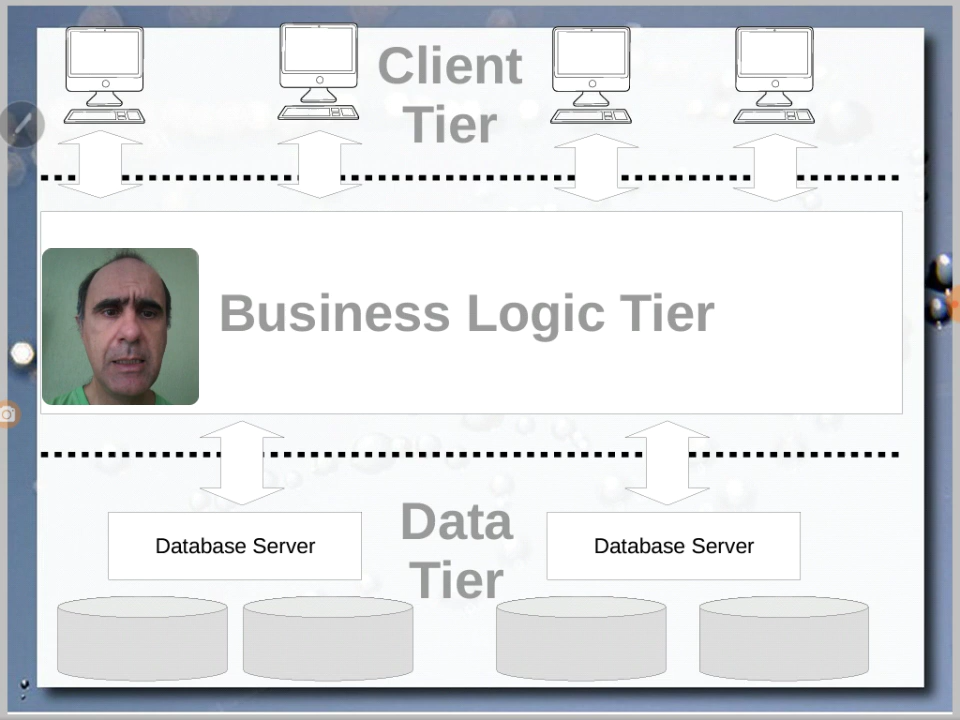 Client
Tier
Business Logic Tier
Data
Tier
Database Server
Database Server